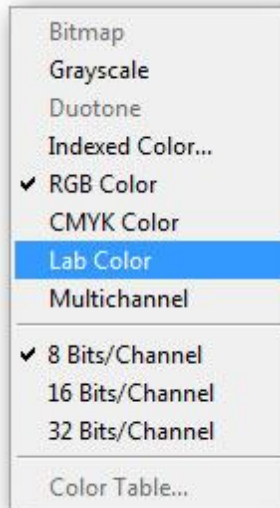 Bitmap
Grayscale
Duotone
Indexed Color...
RGB Color
CMYK Color
Lab Color
Multichannel
8 Bits/Channel
16 Bits/Channel
32 Bits/Channel
Color Table...